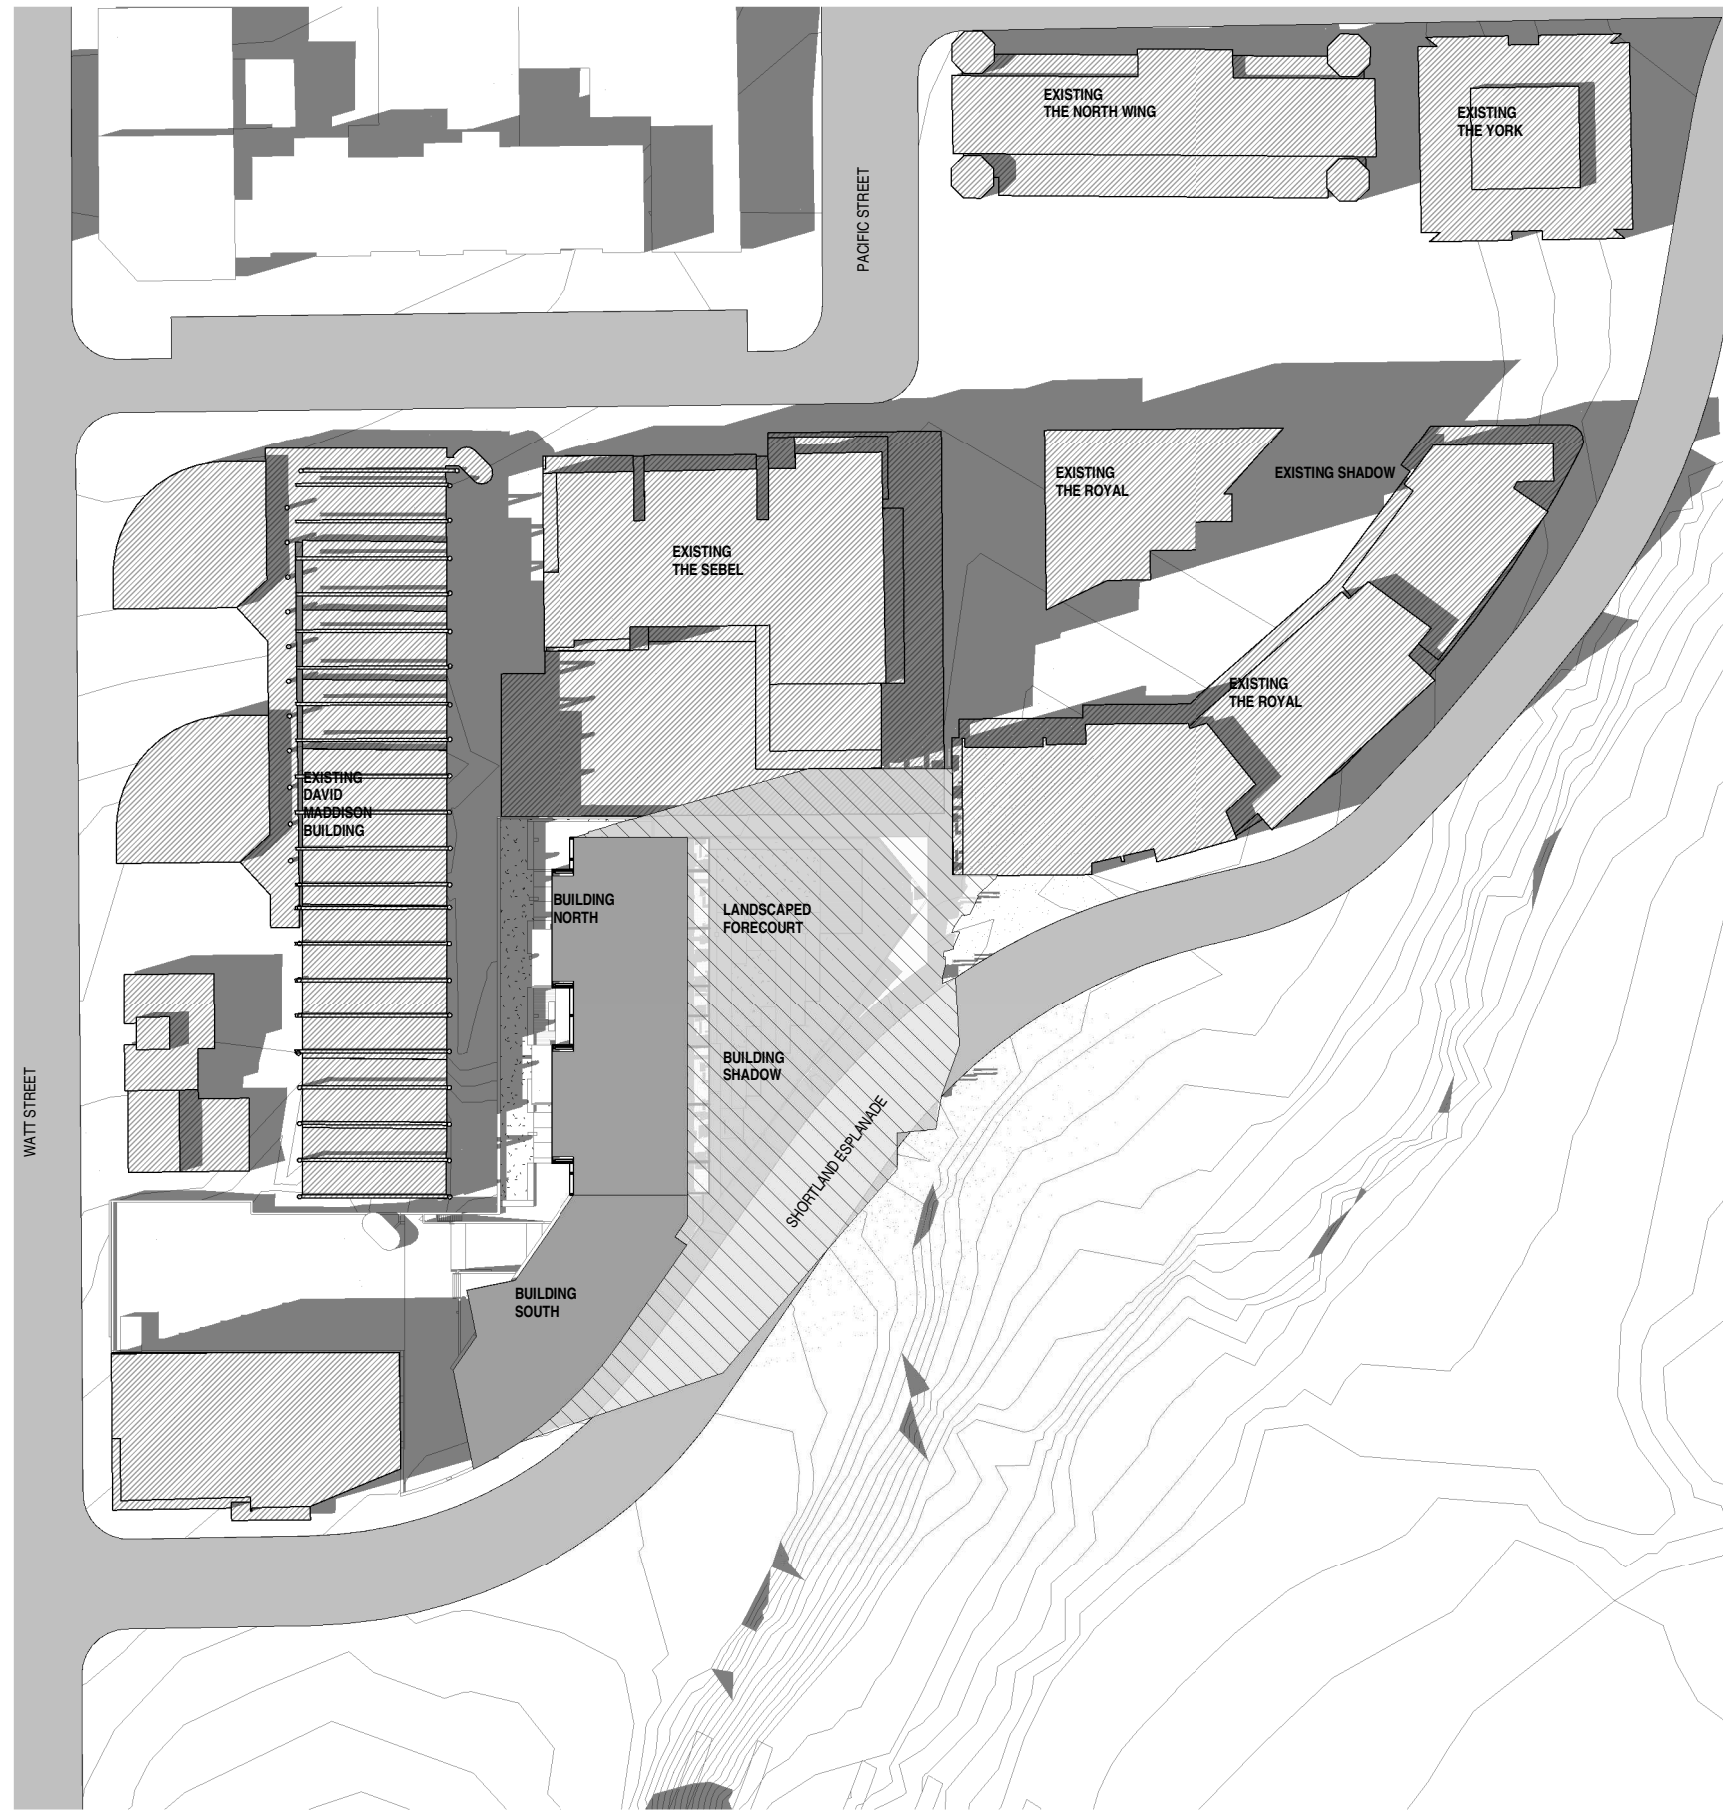 EXISTING
THE NORTH WING
EXISTING
THE YORK
PACIFIC STREET
EXISTING
THE ROYAL
EXISTING SHADOW
EXISTING
THE SEBEL
EXISTING
THE ROYAL
EXISTING
DAVID
MADDISON
BUILDING
BUILDING
NORTH
LANDSCAPED
FORECOURT
BUILDING
SHADOW
WATT STREET
SHORTLAND ESPLANADE
BUILDING
SOUTH